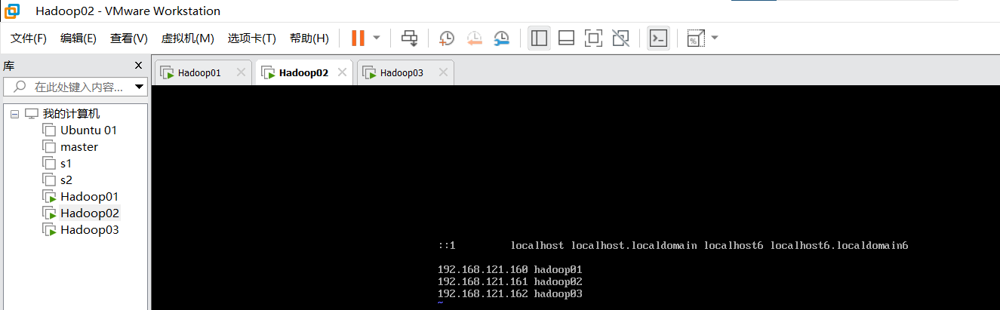 Hadoop02 - VMware Workstation
文件(F) 编辑(E) 查看(V) 虚拟机(M) 选项卡(T) 帮助(H)
库
Hadoop01 Hadoop02 Hadoop03
在此处键入内容...
我的计算机
Ubuntu 01
master
s1
s2
Hadoop01
Hadoop02
Hadoop03
::1 localhost localhost.localdomain localhost6 localhost6.localdomain6
192.168.121.160 hadoop01
192.168.121.161 hadoop02
192.168.121.162 hadoop03
~